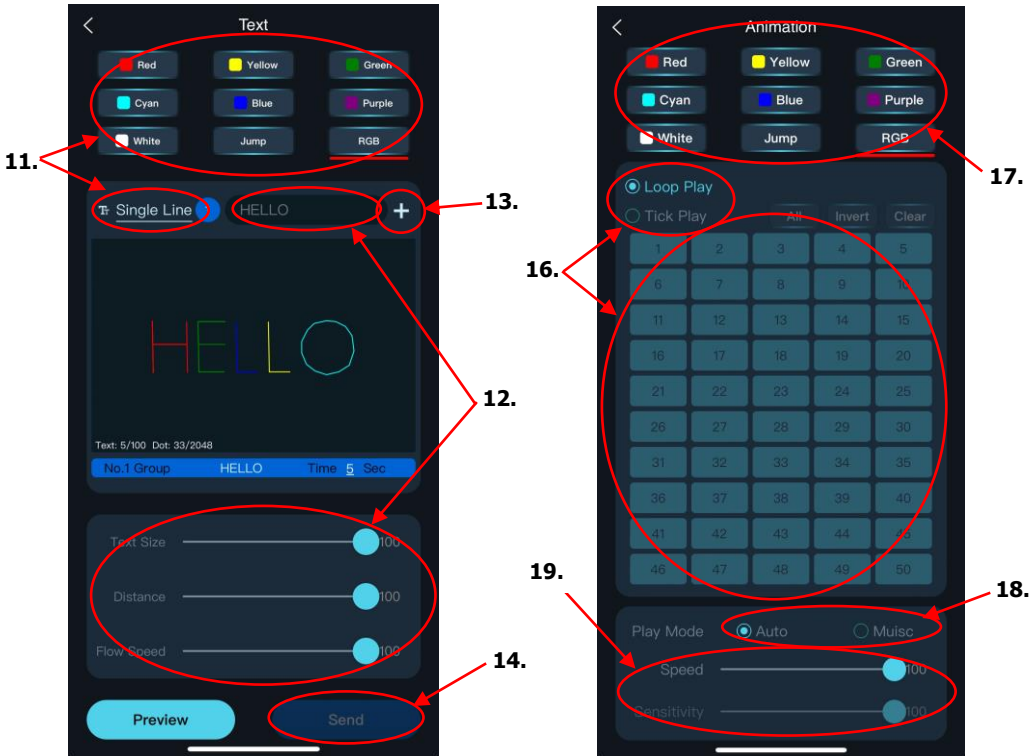 Text
Red Yellow Green
Cyan Blue Purple
White Jump RGB
11.
Single Line HELLO +
13.
HELLO
12.
Text: 5/100 Dot: 33/2048
No.1 Group HELLO Time 5 Sec
Text Size 100
Distance 100
Flow Speed 100
14.
Preview Send
Animation
Red Yellow Green
Cyan Blue Purple
White Jump RGB
17.
Loop Play
Tick Play All Invert Clear
16.
1 2 3 4 5
6 7 8 9 10
11 12 13 14 15
16 17 18 19 20
21 22 23 24 25
26 27 28 29 30
31 32 33 34 35
36 37 38 39 40
41 42 43 44 45
46 47 48 49 50
19.
18.
Play Mode Auto Muisc
Speed 100
Sensitivity 100